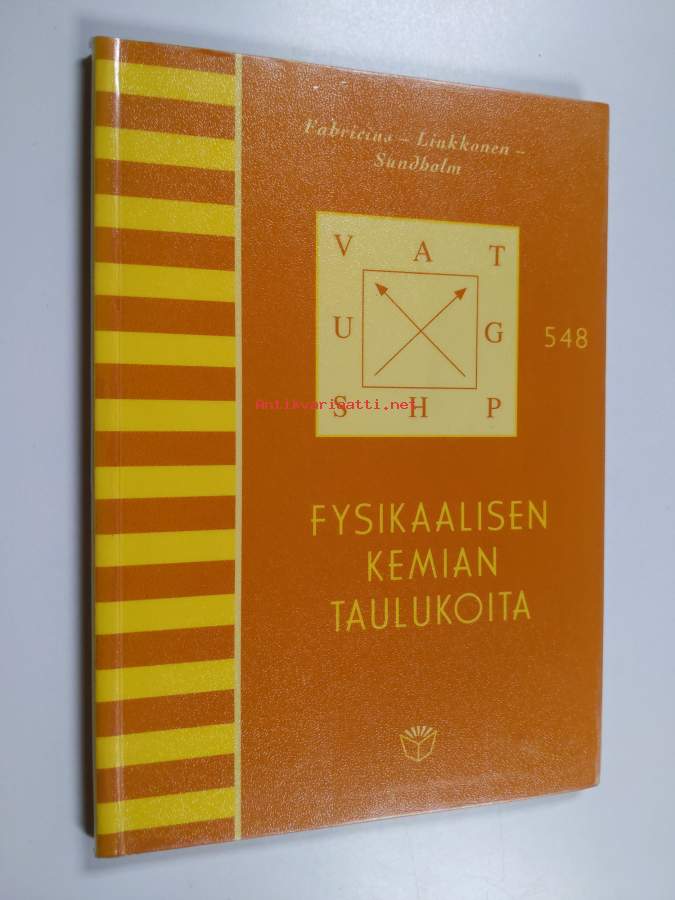 Fabricius – Liukkonen –
Sundholm
V A T
U G
S H P
548
Antikvariaatti.net
FYSIKAALISEN
KEMIAN
TAULUKOITA